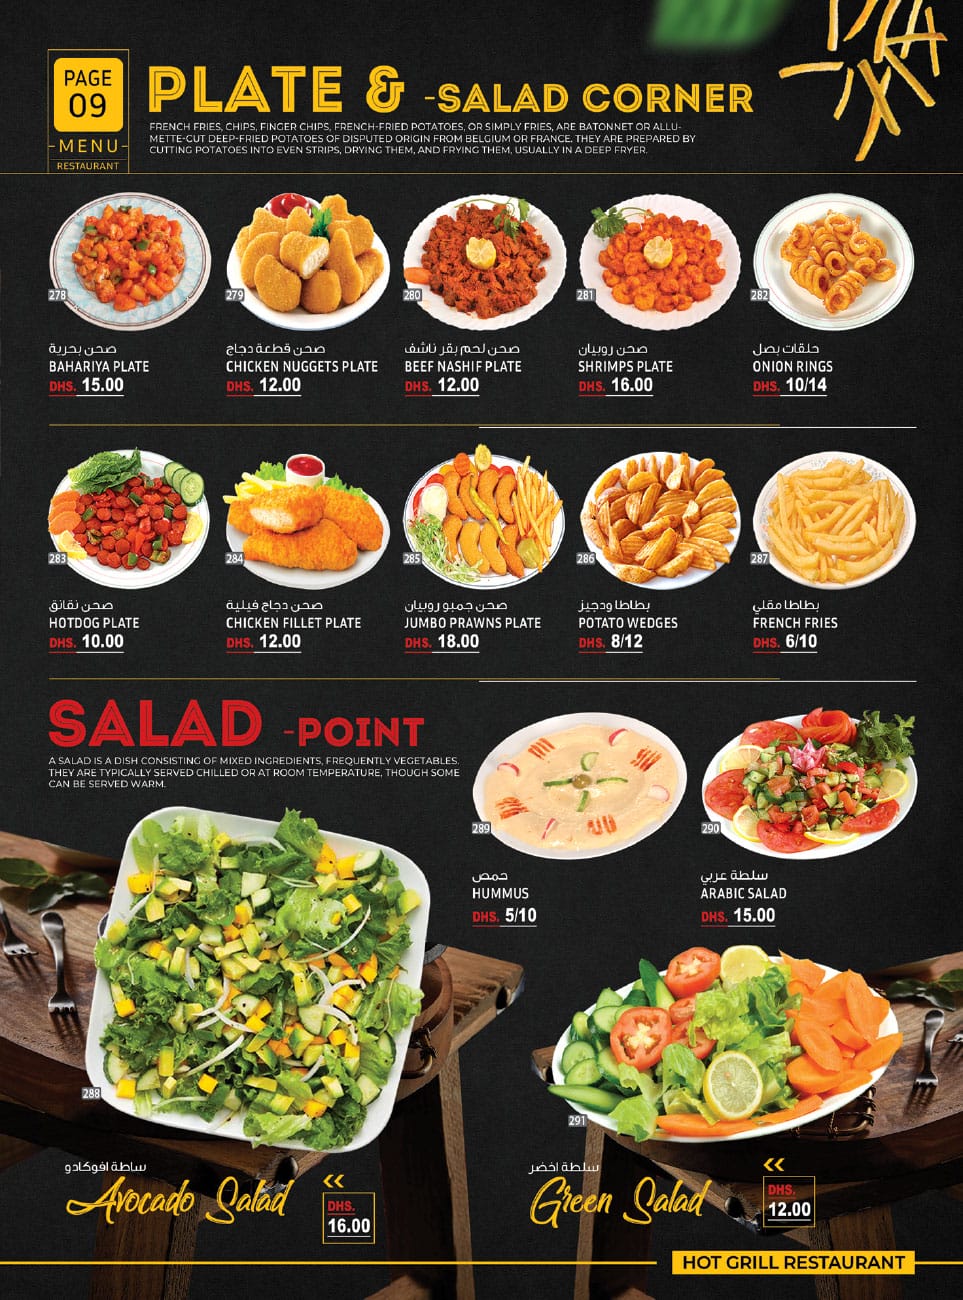 PAGE
09
-MENU-
RESTAURANT
PLATE & -SALAD CORNER
FRENCH FRIES, CHIPS, FINGER CHIPS, FRENCH-FRIED POTATOES, OR SIMPLY FRIES, ARE BATONNET OR ALLU-
METTE-CUT DEEP-FRIED POTATOES OF DISPUTED ORIGIN FROM BELGIUM OR FRANCE. THEY ARE PREPARED BY
CUTTING POTATOES INTO EVEN STRIPS, DRYING THEM, AND FRYING THEM, USUALLY IN A DEEP FRYER.
278
صحن بحرية
BAHARIYA PLATE
DHS. 15.00
279
صحن قطعة دجاج
CHICKEN NUGGETS PLATE
DHS. 12.00
280
صحن لحم بقر ناشف
BEEF NASHIF PLATE
DHS. 12.00
281
صحن روبيان
SHRIMPS PLATE
DHS. 16.00
282
حلقات بصل
ONION RINGS
DHS. 10/14
283
صحن نقانق
HOTDOG PLATE
DHS. 10.00
284
صحن دجاج فيلية
CHICKEN FILLET PLATE
DHS. 12.00
285
صحن جمبو روبيان
JUMBO PRAWNS PLATE
DHS. 18.00
286
بطاطا ودجيز
POTATO WEDGES
DHS. 8/12
287
بطاطا مقلي
FRENCH FRIES
DHS. 6/10
SALAD -POINT
A SALAD IS A DISH CONSISTING OF MIXED INGREDIENTS, FREQUENTLY VEGETABLES.
THEY ARE TYPICALLY SERVED CHILLED OR AT ROOM TEMPERATURE, THOUGH SOME
CAN BE SERVED WARM.
289
حمص
HUMMUS
DHS. 5/10
290
سلطة عربي
ARABIC SALAD
DHS. 15.00
288
ساطة افوكادو
Avocado Salad
DHS.
16.00
291
سلطة اخضر
Green Salad
DHS.
12.00
HOT GRILL RESTAURANT